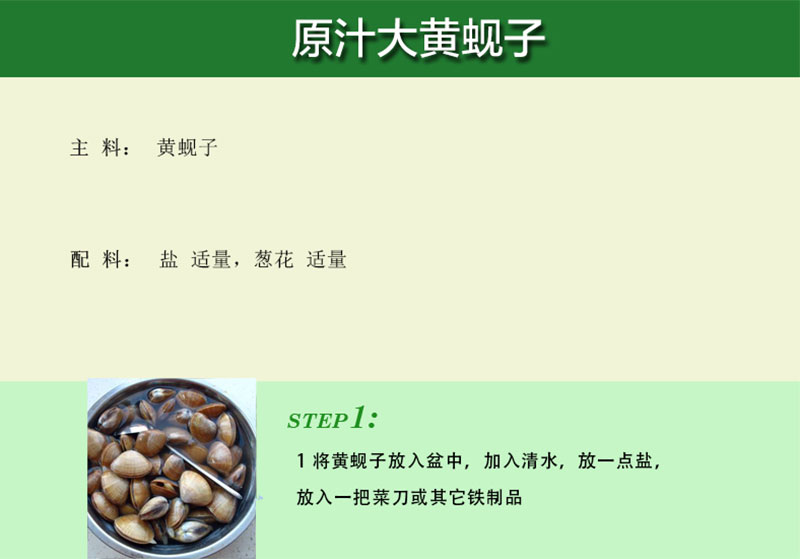 原汁大黄蚬子
主 料： 黄蚬子
配 料： 盐 适量，葱花 适量
STEP1:
1 将黄蚬子放入盆中，加入清水，放一点盐，
放入一把菜刀或其它铁制品